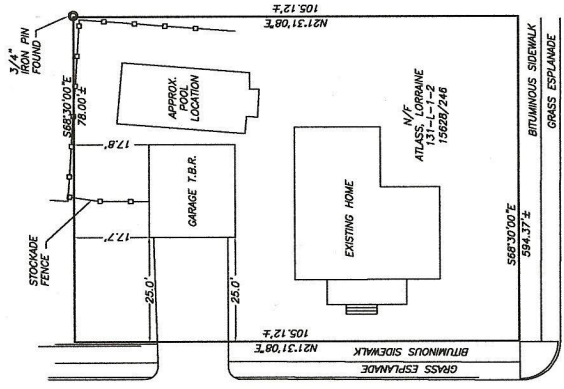 3/4"
IRON PIN
FOUND
S68°30'00"E
78.00'±
N21°31'08"E
105.12'±
STOCKADE
FENCE
17.8'
17.7'
APPROX.
POOL
LOCATION
GARAGE T.B.R.
25.0'
25.0'
EXISTING HOME
N/F
ATLASS, LORRAINE
131-L-1-2
15628/246
S68°30'00"E
594.37'±
BITUMINOUS SIDEWALK
GRASS ESPLANADE
N21°31'08"E
105.12'±
BITUMINOUS SIDEWALK
GRASS ESPLANADE